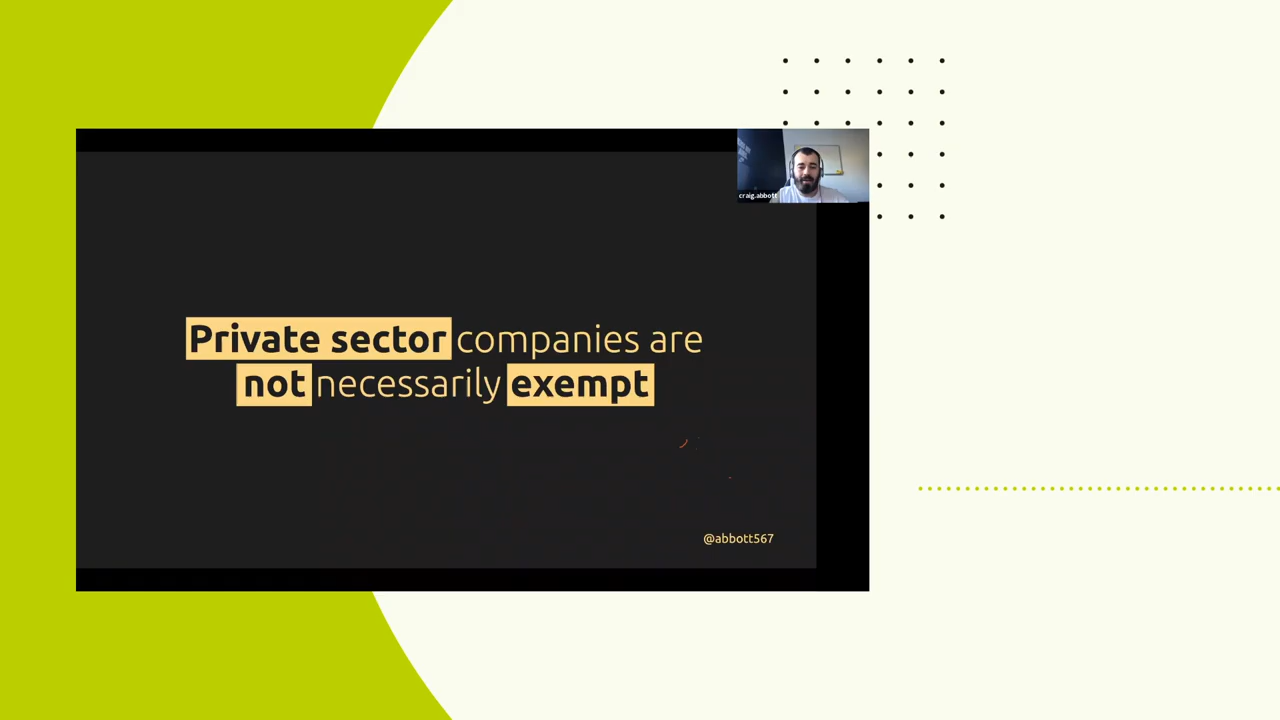 craig.abbott
Private sector companies are
not necessarily exempt
@abbott567